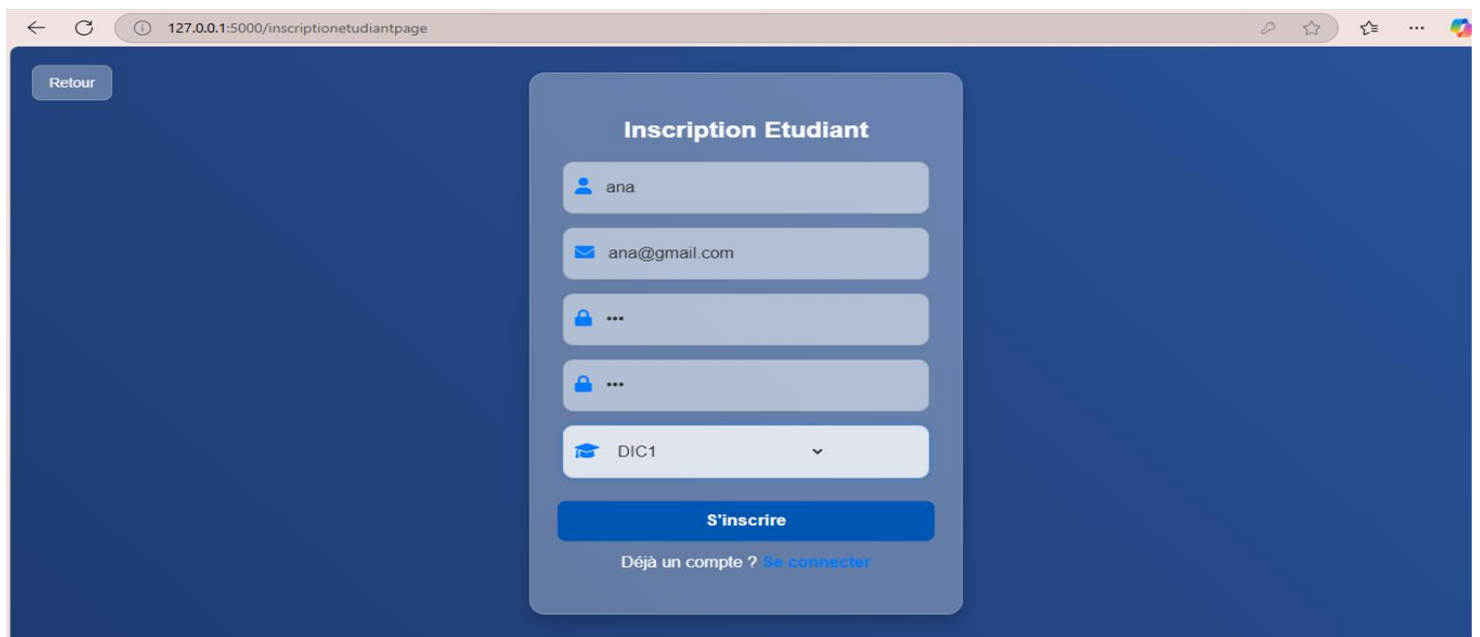 127.0.0.1:5000/inscriptionetudiantpage
Retour
Inscription Etudiant
ana
ana@gmail.com
•••
•••
DIC1
S'inscrire
Déjà un compte ? Se connecter